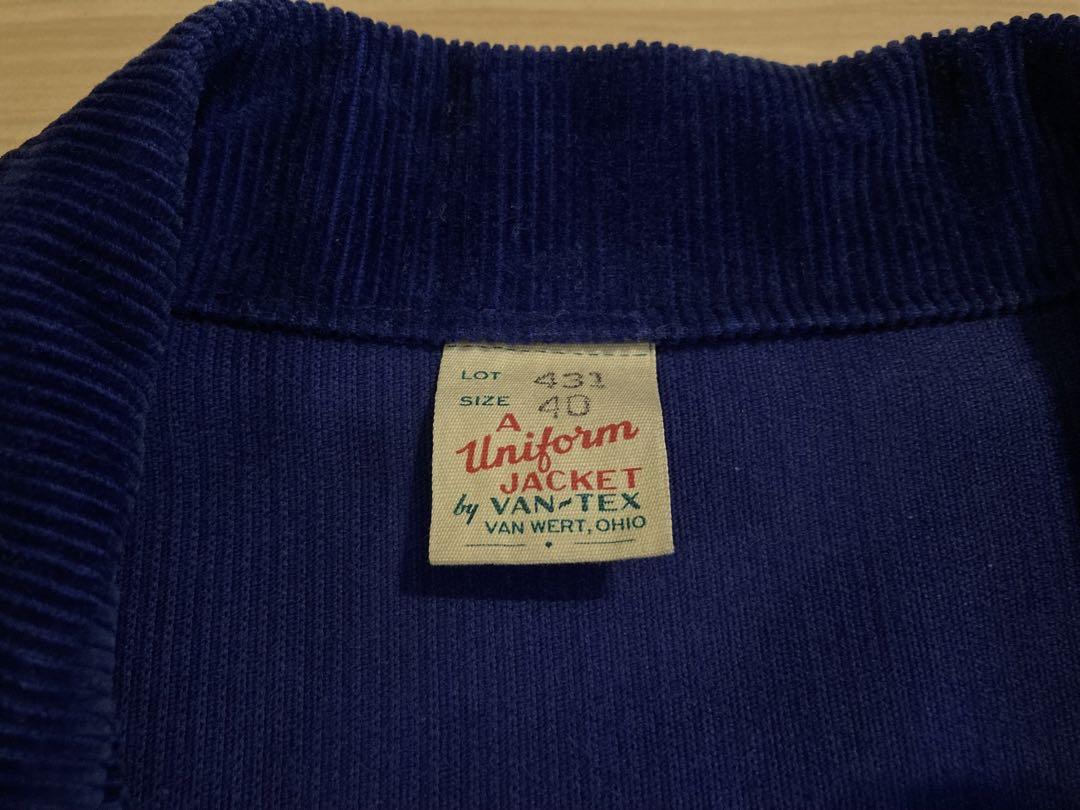 LOT 431
SIZE 40
A
Uniform
JACKET
by VAN-TEX
VAN WERT, OHIO